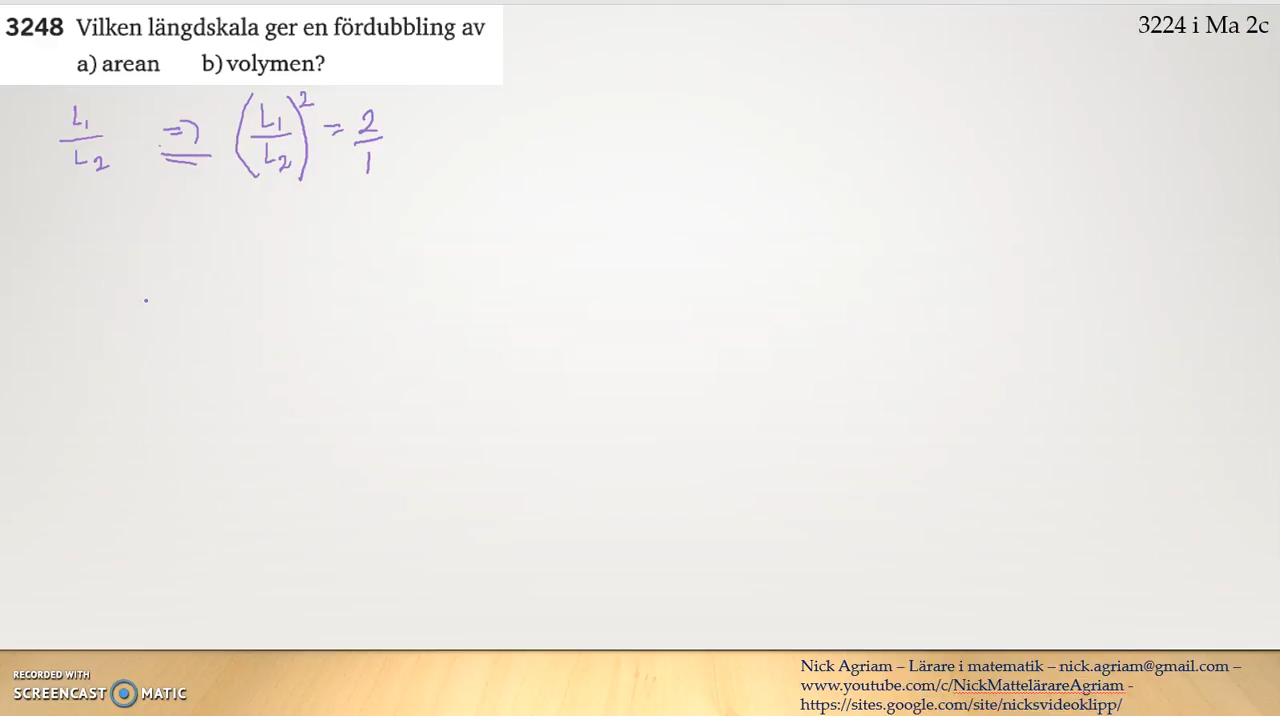 3248 Vilken längdskala ger en fördubbling av
a) arean b) volymen?
3224 i Ma 2c
L₁/L₂ ⇒ (L₁/L₂)² = 2/1
RECORDED WITH
SCREENCAST MATIC
Nick Agriam – Lärare i matematik – nick.agriam@gmail.com –
www.youtube.com/c/NickMattelärareAgriam -
https://sites.google.com/site/nicksvideoklipp/